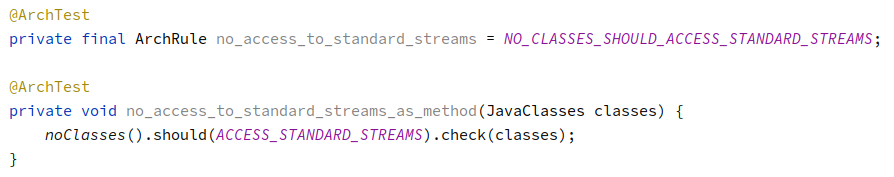 @ArchTest
private final ArchRule no_access_to_standard_streams = NO_CLASSES_SHOULD_ACCESS_STANDARD_STREAMS;

@ArchTest
private void no_access_to_standard_streams_as_method(JavaClasses classes) {
    noClasses().should(ACCESS_STANDARD_STREAMS).check(classes);
}